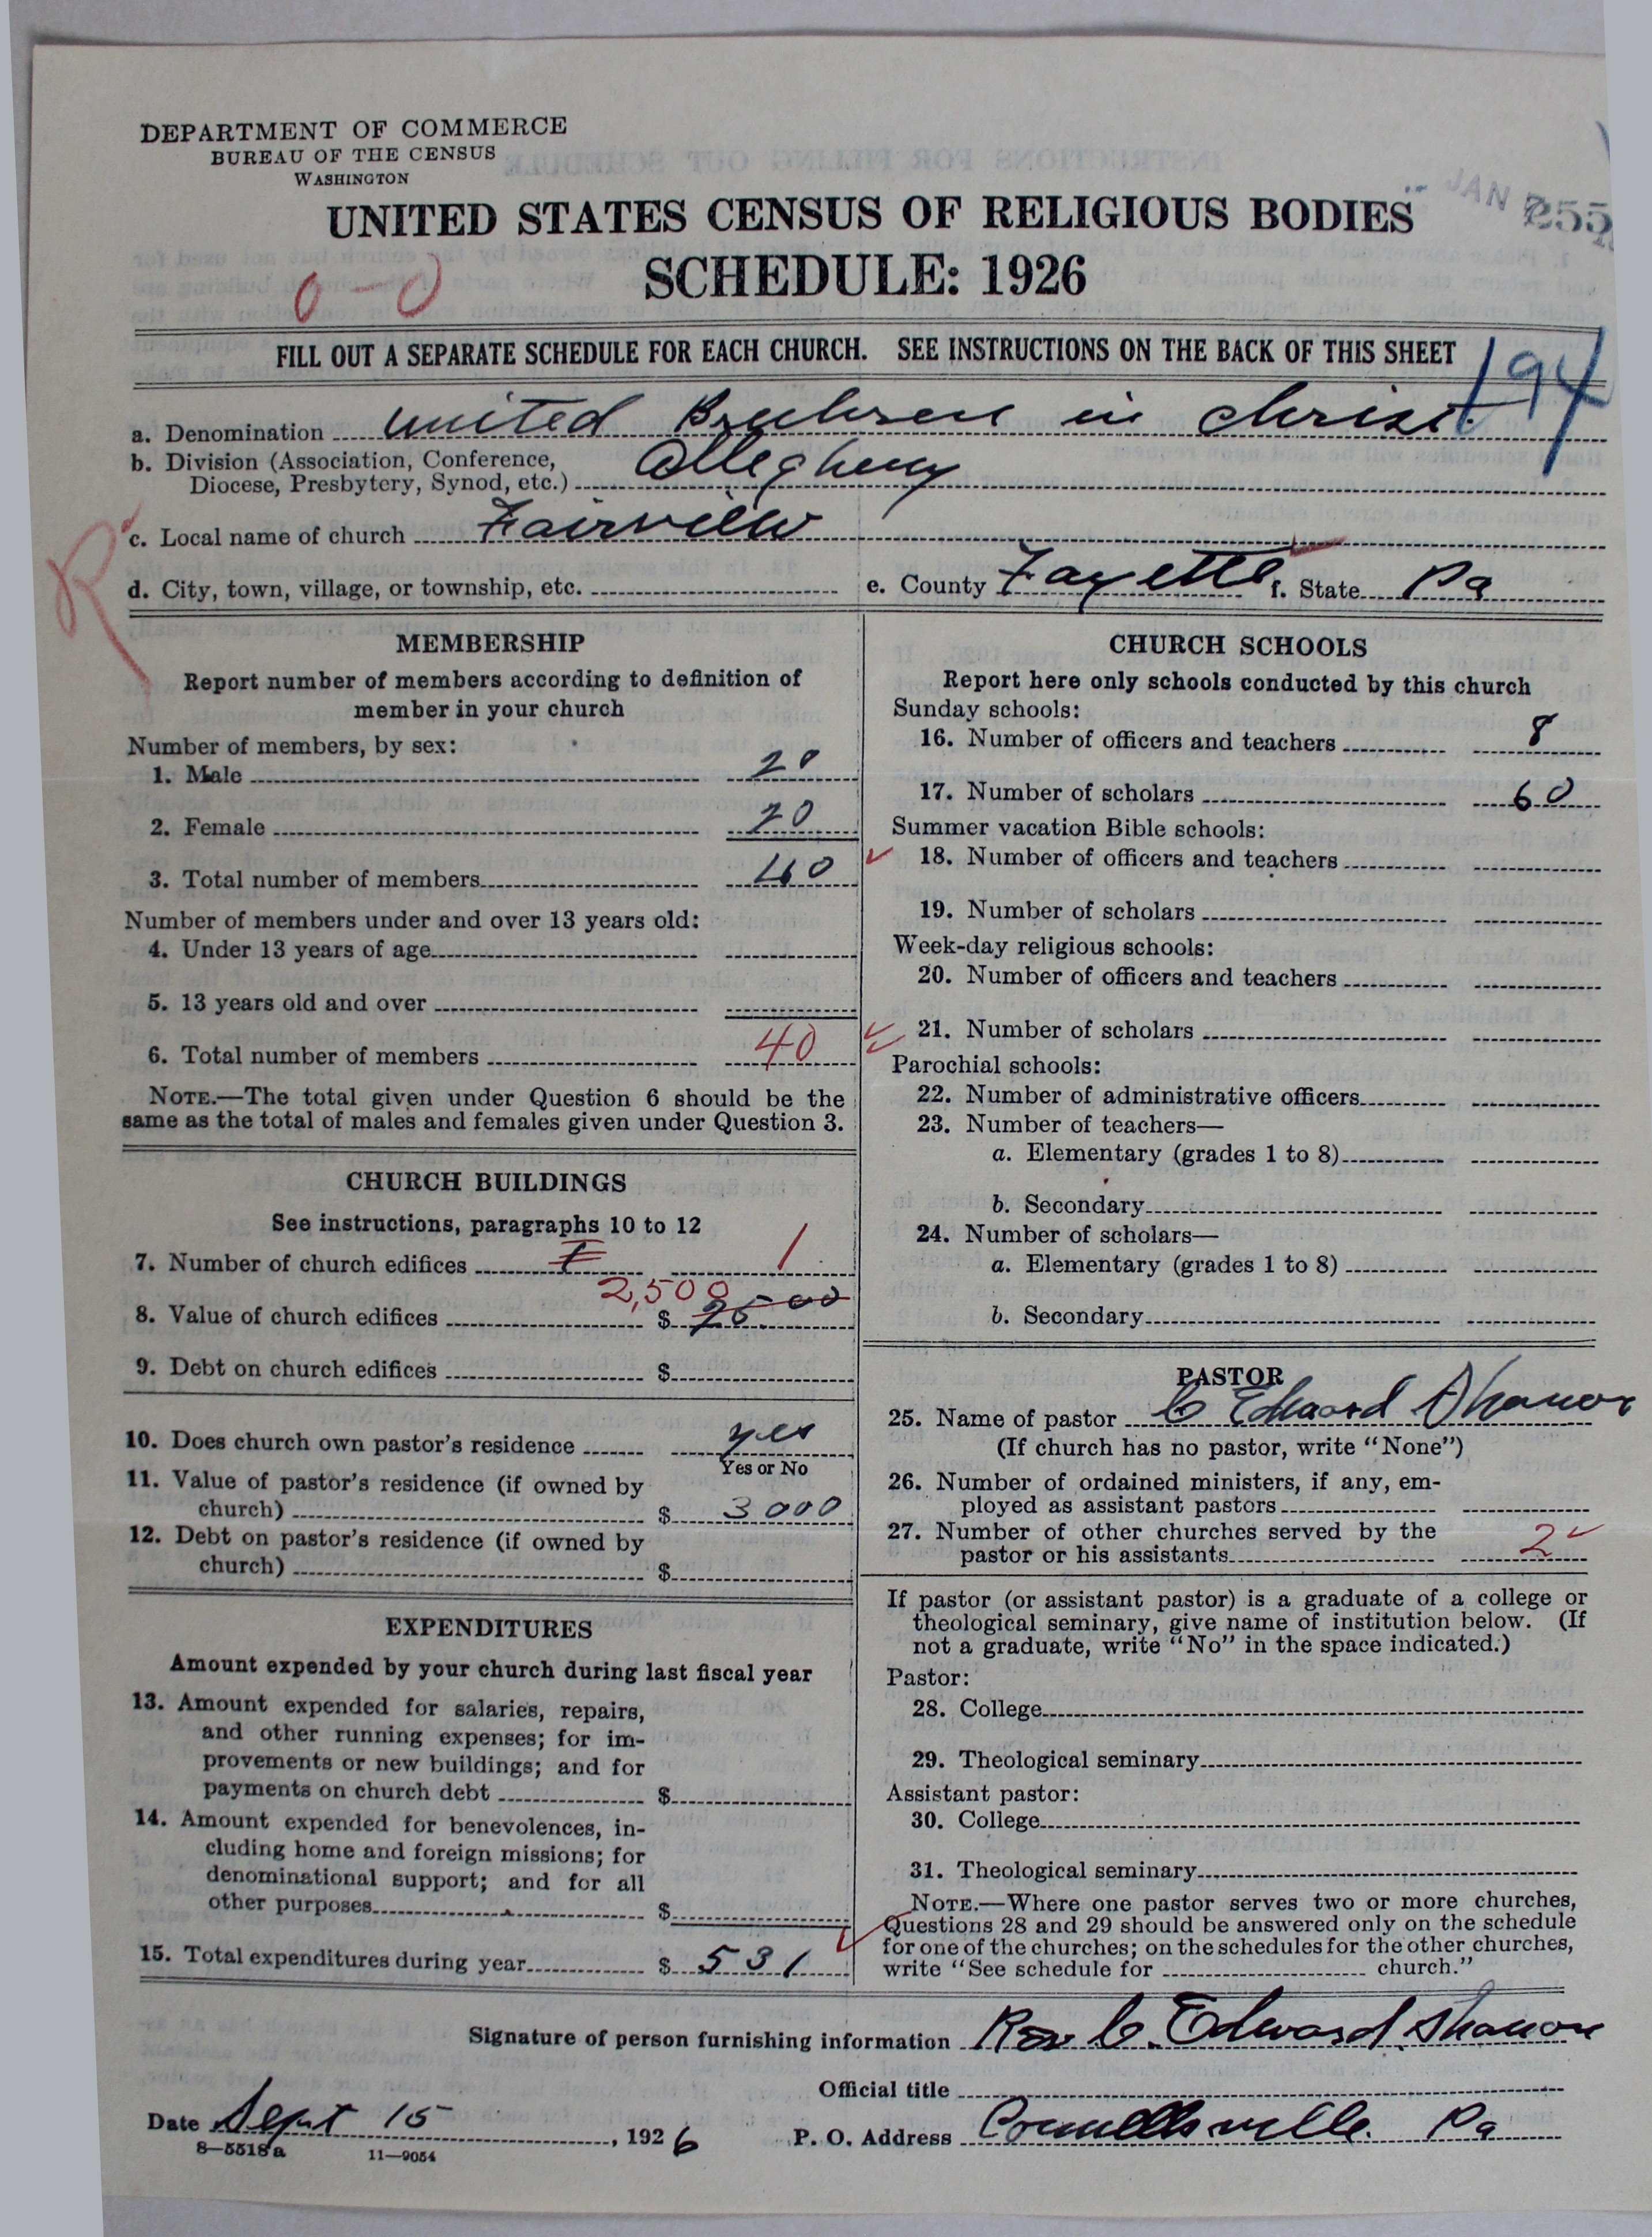 DEPARTMENT OF COMMERCE
BUREAU OF THE CENSUS
WASHINGTON
JAN
UNITED STATES CENSUS OF RELIGIOUS BODIES
SCHEDULE: 1926
0-0
FILL OUT A SEPARATE SCHEDULE FOR EACH CHURCH. SEE INSTRUCTIONS ON THE BACK OF THIS SHEET
194
a. Denomination United Brethren in Christ.
b. Division (Association, Conference,
Diocese, Presbytery, Synod, etc.) Allegheny
c. Local name of church Fairview
R
d. City, town, village, or township, etc. e. County Fayette f. State Pa
MEMBERSHIP
Report number of members according to definition of
member in your church
Number of members, by sex:
1. Male 20
2. Female 20
3. Total number of members 40
Number of members under and over 13 years old:
4. Under 13 years of age
5. 13 years old and over
6. Total number of members 40
NOTE.—The total given under Question 6 should be the
same as the total of males and females given under Question 3.
CHURCH BUILDINGS
See instructions, paragraphs 10 to 12
7. Number of church edifices 1 1
2,500
8. Value of church edifices $ 2500
9. Debt on church edifices $
10. Does church own pastor's residence yes
Yes or No
11. Value of pastor's residence (if owned by
church) $ 3000
12. Debt on pastor's residence (if owned by
church) $
EXPENDITURES
Amount expended by your church during last fiscal year
13. Amount expended for salaries, repairs,
and other running expenses; for im-
provements or new buildings; and for
payments on church debt $
14. Amount expended for benevolences, in-
cluding home and foreign missions; for
denominational support; and for all
other purposes $
15. Total expenditures during year $ 531
CHURCH SCHOOLS
Report here only schools conducted by this church
Sunday schools:
16. Number of officers and teachers 8
17. Number of scholars 60
Summer vacation Bible schools:
18. Number of officers and teachers
19. Number of scholars
Week-day religious schools:
20. Number of officers and teachers
21. Number of scholars
Parochial schools:
22. Number of administrative officers
23. Number of teachers—
a. Elementary (grades 1 to 8)
b. Secondary
24. Number of scholars—
a. Elementary (grades 1 to 8)
b. Secondary
PASTOR
25. Name of pastor C Edward Shanor
(If church has no pastor, write "None")
26. Number of ordained ministers, if any, em-
ployed as assistant pastors
27. Number of other churches served by the
pastor or his assistants 2
If pastor (or assistant pastor) is a graduate of a college or
theological seminary, give name of institution below. (If
not a graduate, write "No" in the space indicated.)
Pastor:
28. College
29. Theological seminary
Assistant pastor:
30. College
31. Theological seminary
NOTE.—Where one pastor serves two or more churches,
Questions 28 and 29 should be answered only on the schedule
for one of the churches; on the schedules for the other churches,
write "See schedule for church."
Signature of person furnishing information Rev C. Edward Shanor
Official title
Date Sept 15, 1926 P. O. Address Connellsville. Pa
8—5518a 11—9054